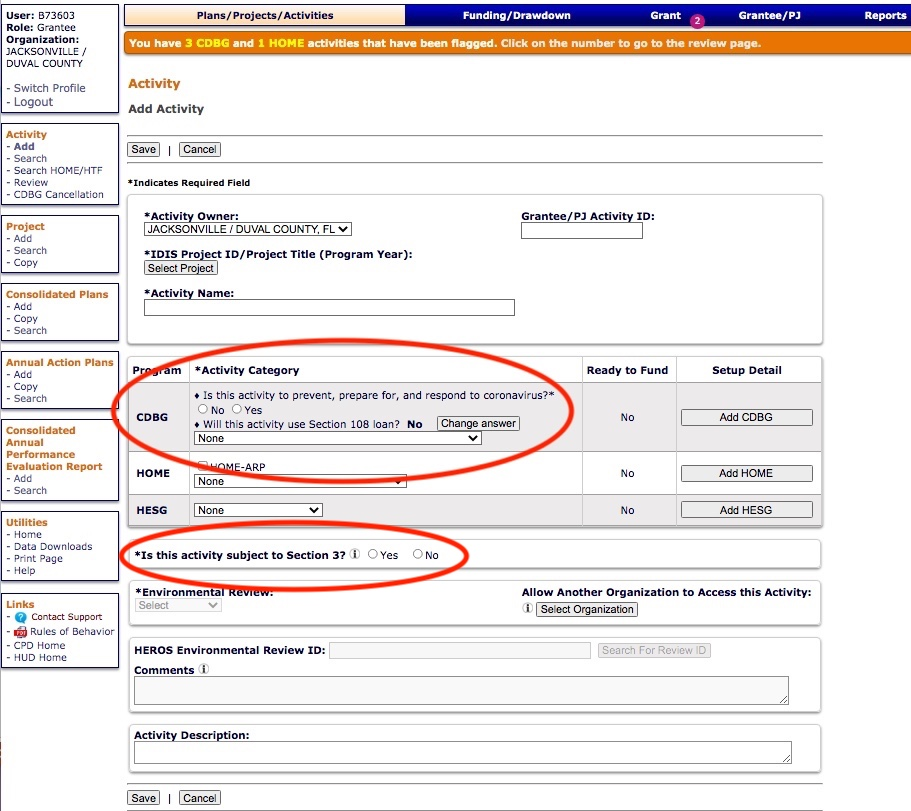 User: B73603
Role: Grantee
Organization:
JACKSONVILLE /
DUVAL COUNTY
- Switch Profile
- Logout
Activity
- Add
- Search
- Search HOME/HTF
- Review
- CDBG Cancellation
Project
- Add
- Search
- Copy
Consolidated Plans
- Add
- Copy
- Search
Annual Action Plans
- Add
- Copy
- Search
Consolidated
Annual
Performance
Evaluation Report
- Add
- Search
Utilities
- Home
- Data Downloads
- Print Page
- Help
Links
- Contact Support
- Rules of Behavior
- CPD Home
- HUD Home
Plans/Projects/Activities Funding/Drawdown Grant 2 Grantee/PJ Reports
You have 3 CDBG and 1 HOME activities that have been flagged. Click on the number to go to the review page.
Activity
Add Activity
Save | Cancel
*Indicates Required Field
*Activity Owner: Grantee/PJ Activity ID:
JACKSONVILLE / DUVAL COUNTY, FL
*IDIS Project ID/Project Title (Program Year):
Select Project
*Activity Name:
Program *Activity Category Ready to Fund Setup Detail
♦ Is this activity to prevent, prepare for, and respond to coronavirus?*
No Yes
CDBG No Add CDBG
♦ Will this activity use Section 108 loan? No Change answer
None
HOME-ARP
HOME No Add HOME
None
HESG None No Add HESG
*Is this activity subject to Section 3? Yes No
*Environmental Review: Allow Another Organization to Access this Activity:
Select Select Organization
HEROS Environmental Review ID: Search For Review ID
Comments
Activity Description:
Save | Cancel